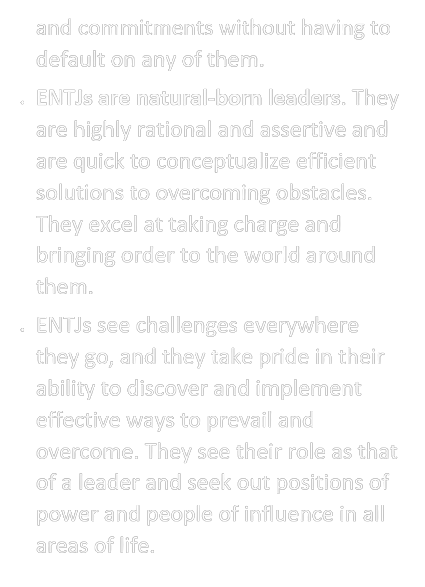 and commitments without having to
default on any of them.
. ENTJs are natural-born leaders. They
are highly rational and assertive and
are quick to conceptualize efficient
solutions to overcoming obstacles.
They excel at taking charge and
bringing order to the world around
them.
. ENTJs see challenges everywhere
they go, and they take pride in their
ability to discover and implement
effective ways to prevail and
overcome. They see their role as that
of a leader and seek out positions of
power and people of influence in all
areas of life.